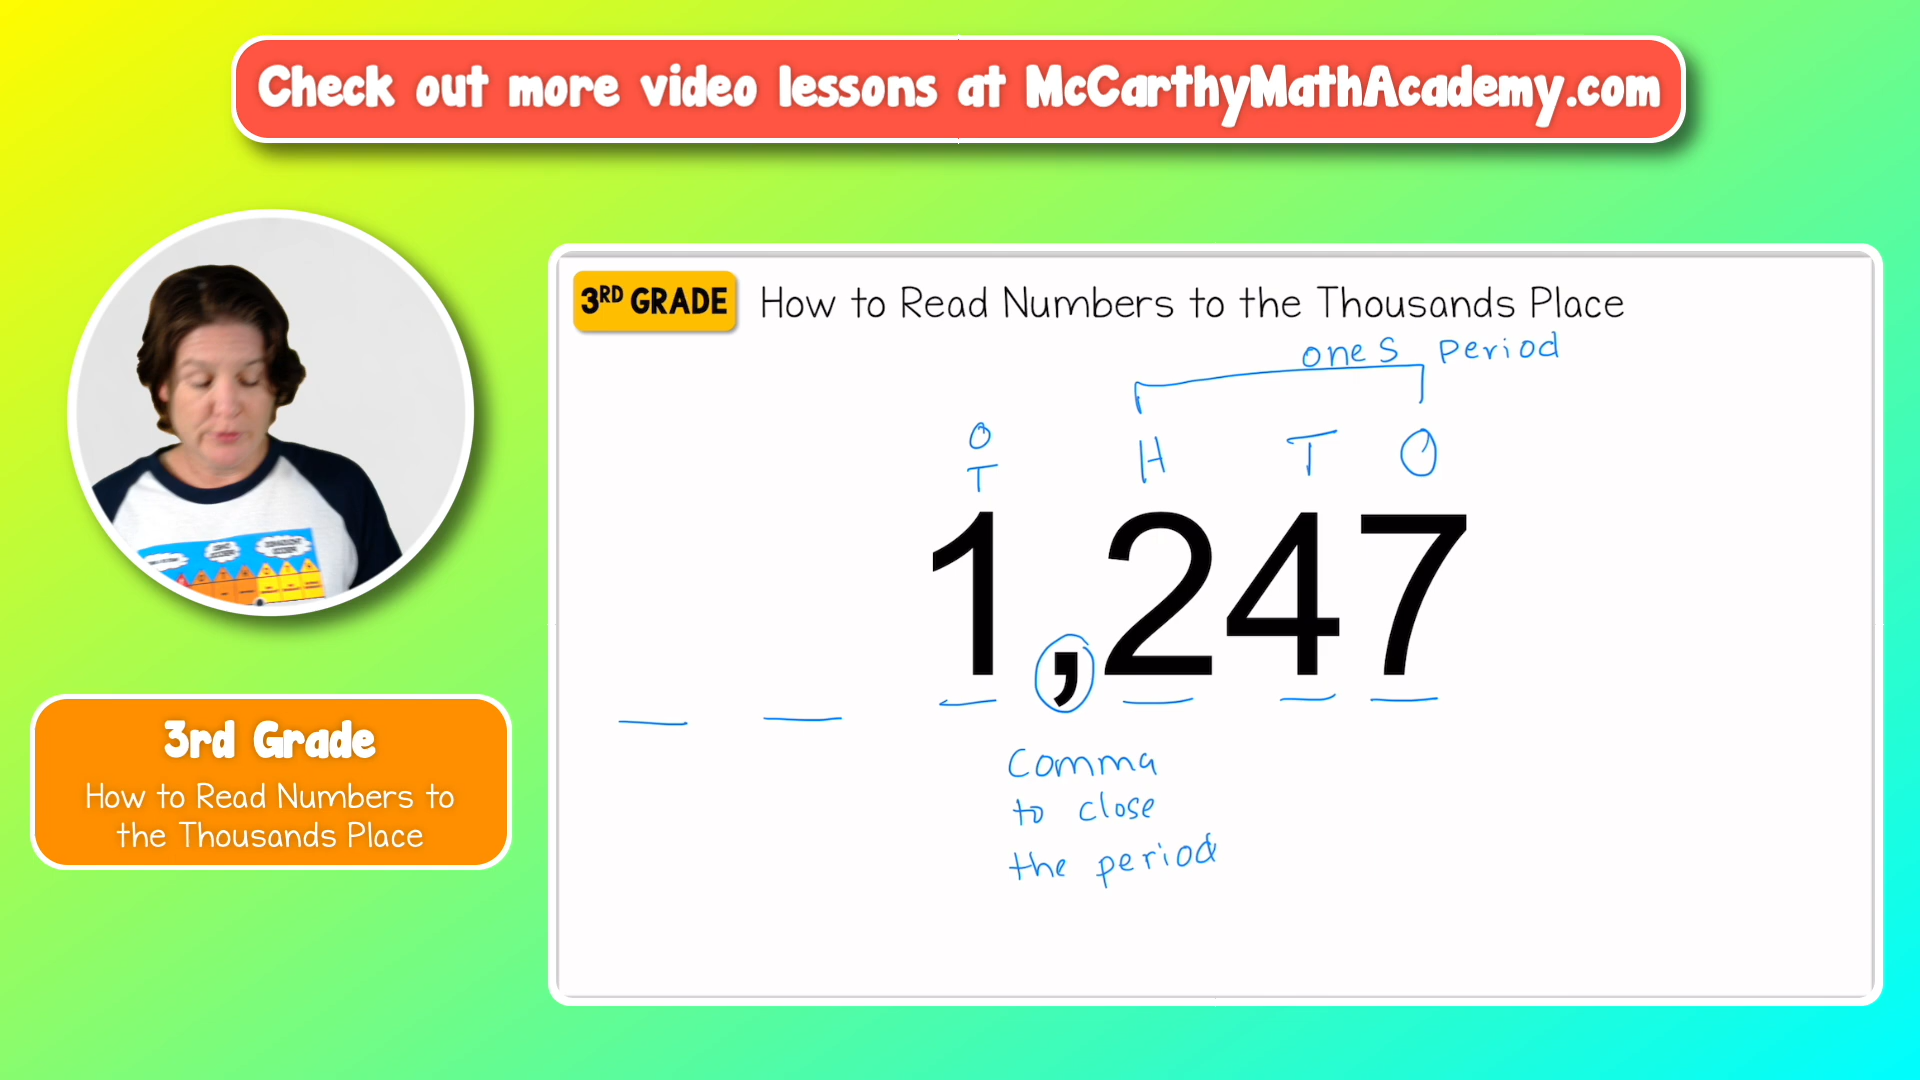 Check out more video lessons at McCarthyMathAcademy.com
3RD GRADE How to Read Numbers to the Thousands Place
ones period
O
T H T O
1,247
Comma
to close
the period
3rd Grade
How to Read Numbers to
the Thousands Place